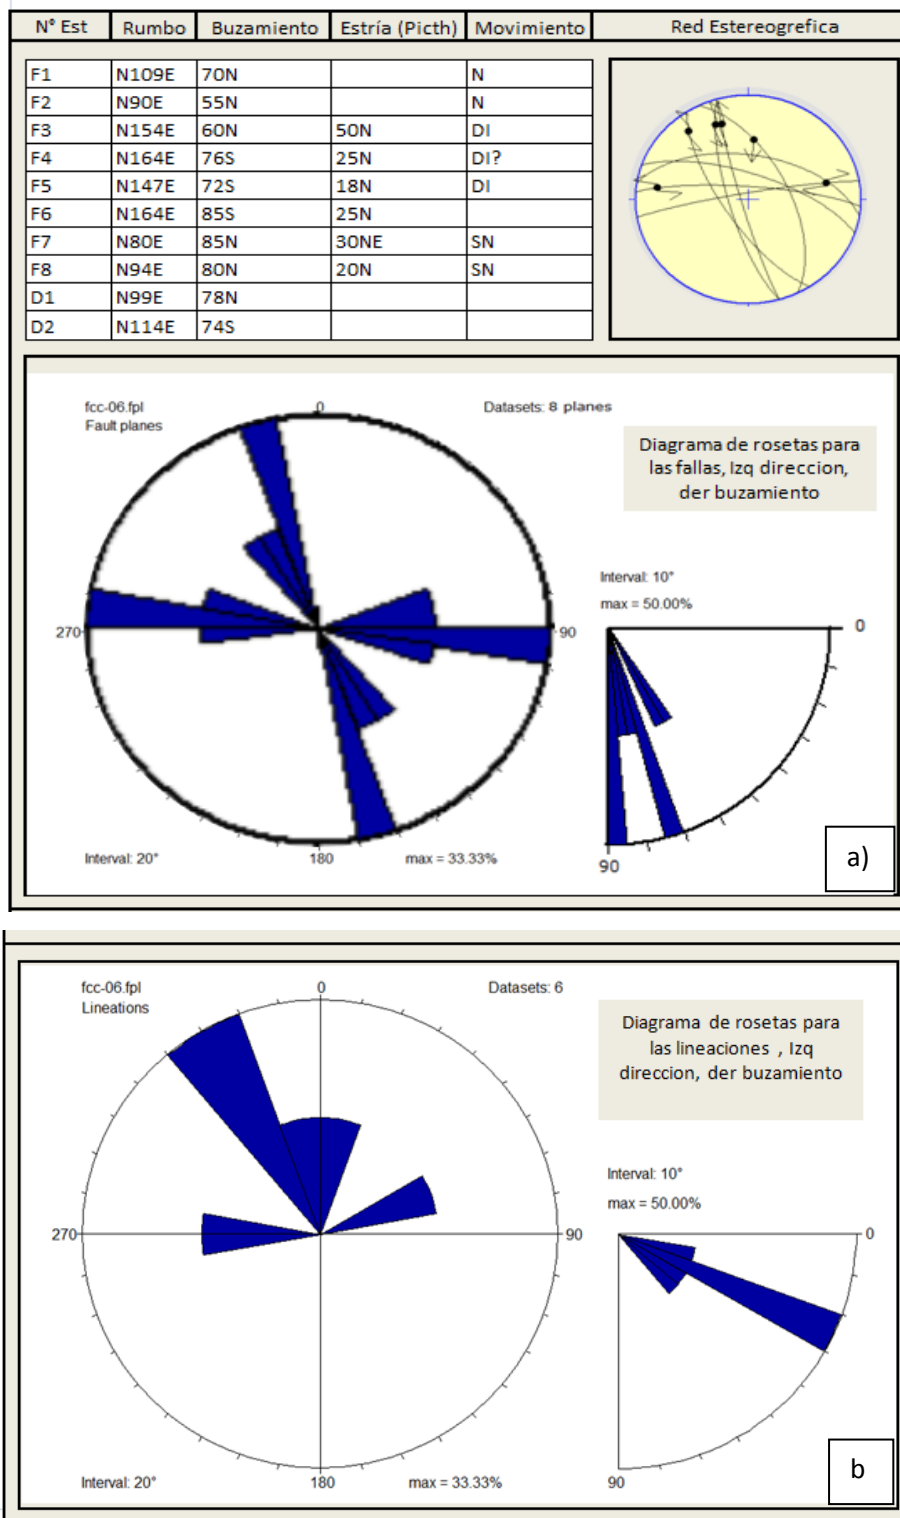 N° Est Rumbo Buzamiento Estría (Picth) Movimiento Red Estereogrefica
F1 N109E 70N N
F2 N90E 55N N
F3 N154E 60N 50N DI
F4 N164E 76S 25N DI?
F5 N147E 72S 18N DI
F6 N164E 85S 25N
F7 N80E 85N 30NE SN
F8 N94E 80N 20N SN
D1 N99E 78N
D2 N114E 74S
fcc-06.fpl
Fault planes
0
Datasets: 8 planes
Diagrama de rosetas para
las fallas, Izq direccion,
der buzamiento
Interval: 10°
max = 50.00%
270
90
0
Interval: 20°
180
max = 33.33%
90
a)
fcc-06.fpl
Lineations
0
Datasets: 6
Diagrama de rosetas para
las lineaciones , Izq
direccion, der buzamiento
Interval: 10°
max = 50.00%
270
90
0
Interval: 20°
180
max = 33.33%
90
b